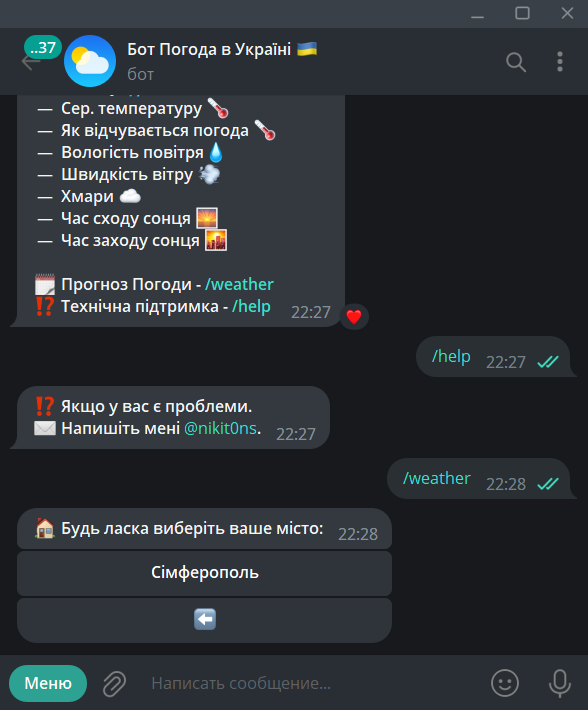 ..37
Бот Погода в Україні 🇺🇦
бот
— Сер. температуру 🌡️
— Як відчувається погода 🌡️
— Вологість повітря 💧
— Швидкість вітру 💨
— Хмари ☁️
— Час сходу сонця 🌅
— Час заходу сонця 🌇
🗓️ Прогноз Погоди - /weather
⁉️ Технічна підтримка - /help 22:27
/help 22:27
⁉️ Якщо у вас є проблеми.
✉️ Напишіть мені @nikit0ns. 22:27
/weather 22:28
🏠 Будь ласка виберіть ваше місто: 22:28
Сімферополь
⬅️
Меню Написать сообщение...